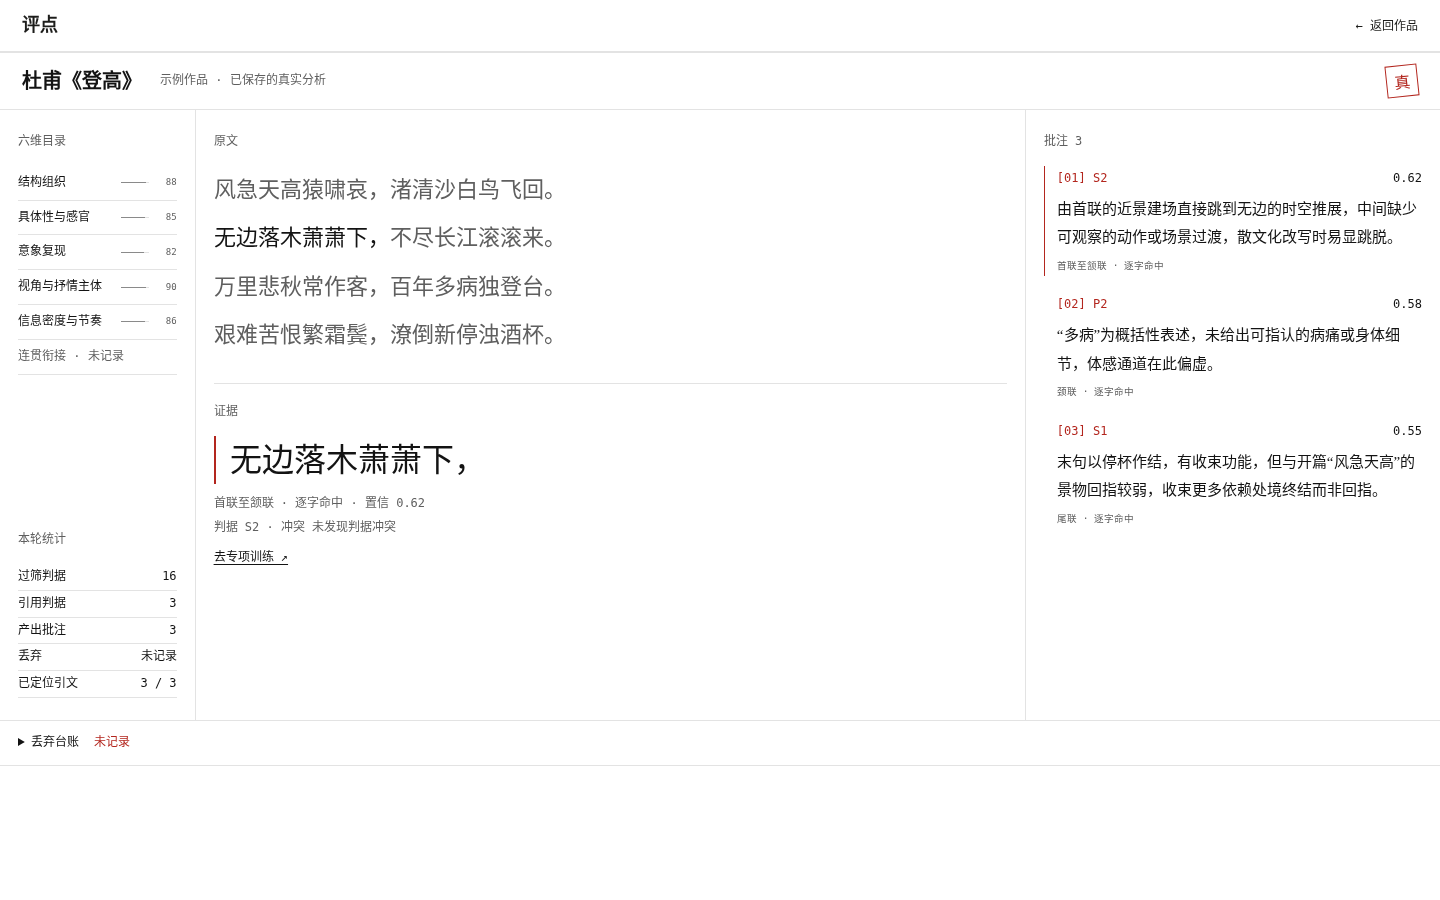 评点
← 返回作品
杜甫《登高》 示例作品 · 已保存的真实分析
真
六维目录
结构组织 88
具体性与感官 85
意象复现 82
视角与抒情主体 90
信息密度与节奏 86
连贯衔接 · 未记录
本轮统计
过筛判据 16
引用判据 3
产出批注 3
丢弃 未记录
已定位引文 3 / 3
原文
风急天高猿啸哀，渚清沙白鸟飞回。
无边落木萧萧下，不尽长江滚滚来。
万里悲秋常作客，百年多病独登台。
艰难苦恨繁霜鬓，潦倒新停浊酒杯。
证据
无边落木萧萧下，
首联至颔联 · 逐字命中 · 置信 0.62
判据 S2 · 冲突 未发现判据冲突
去专项训练 ↗
批注 3
[01] S2 0.62
由首联的近景建场直接跳到无边的时空推展，中间缺少
可观察的动作或场景过渡，散文化改写时易显跳脱。
首联至颔联 · 逐字命中
[02] P2 0.58
“多病”为概括性表述，未给出可指认的病痛或身体细
节，体感通道在此偏虚。
颈联 · 逐字命中
[03] S1 0.55
末句以停杯作结，有收束功能，但与开篇“风急天高”的
景物回指较弱，收束更多依赖处境终结而非回指。
尾联 · 逐字命中
▶ 丢弃台账 未记录